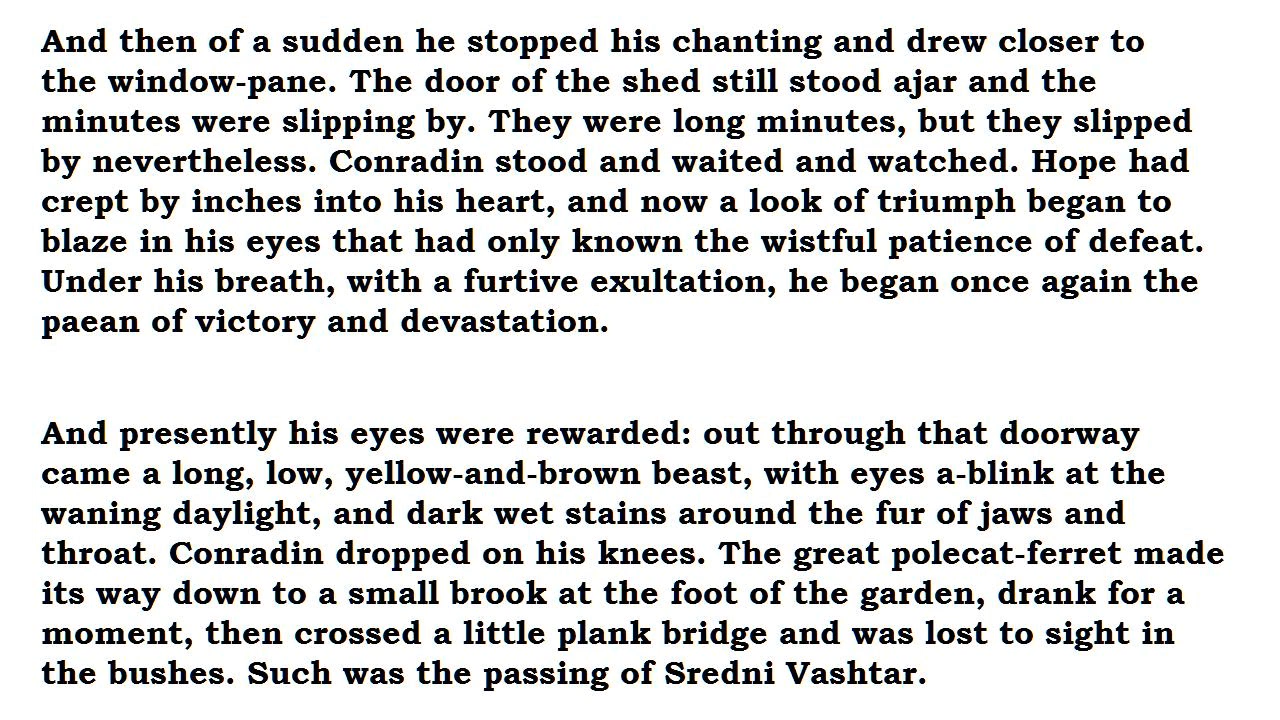 And then of a sudden he stopped his chanting and drew closer to
the window-pane. The door of the shed still stood ajar and the
minutes were slipping by. They were long minutes, but they slipped
by nevertheless. Conradin stood and waited and watched. Hope had
crept by inches into his heart, and now a look of triumph began to
blaze in his eyes that had only known the wistful patience of defeat.
Under his breath, with a furtive exultation, he began once again the
paean of victory and devastation.
And presently his eyes were rewarded: out through that doorway
came a long, low, yellow-and-brown beast, with eyes a-blink at the
waning daylight, and dark wet stains around the fur of jaws and
throat. Conradin dropped on his knees. The great polecat-ferret made
its way down to a small brook at the foot of the garden, drank for a
moment, then crossed a little plank bridge and was lost to sight in
the bushes. Such was the passing of Sredni Vashtar.